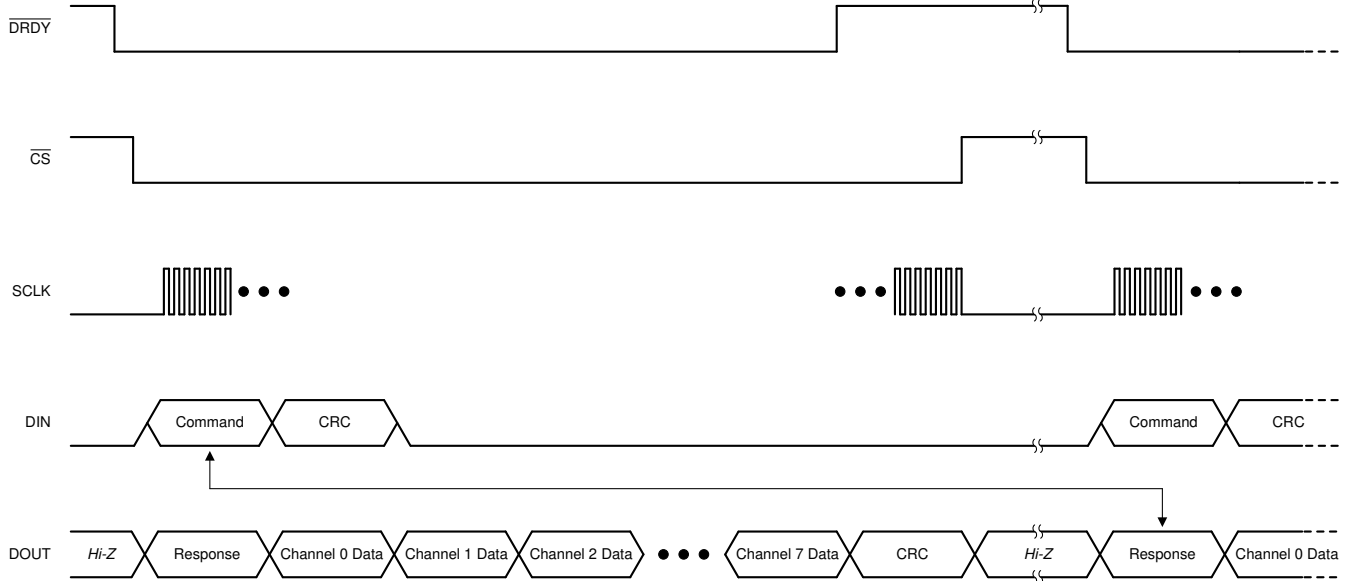 DRDY
CS
SCLK
DIN Command CRC Command CRC
DOUT Hi-Z Response Channel 0 Data Channel 1 Data Channel 2 Data Channel 7 Data CRC Hi-Z Response Channel 0 Data